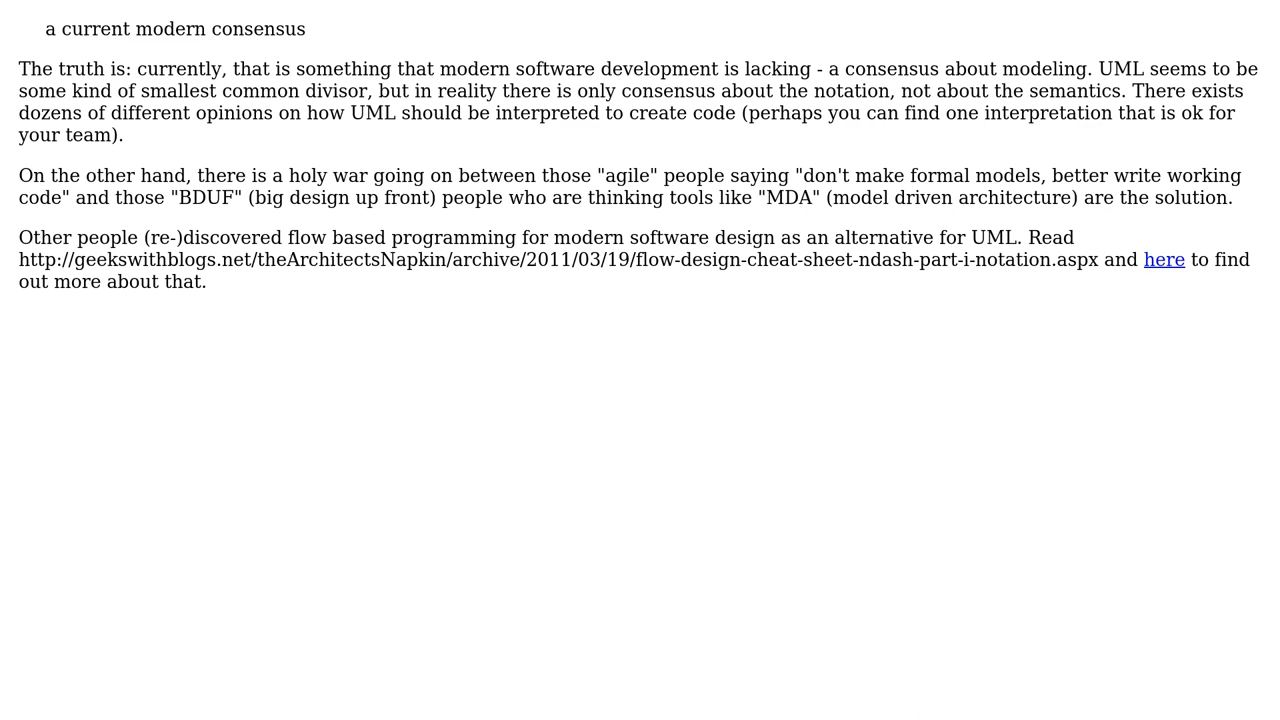 a current modern consensus
The truth is: currently, that is something that modern software development is lacking - a consensus about modeling. UML seems to be
some kind of smallest common divisor, but in reality there is only consensus about the notation, not about the semantics. There exists
dozens of different opinions on how UML should be interpreted to create code (perhaps you can find one interpretation that is ok for
your team).
On the other hand, there is a holy war going on between those "agile" people saying "don't make formal models, better write working
code" and those "BDUF" (big design up front) people who are thinking tools like "MDA" (model driven architecture) are the solution.
Other people (re-)discovered flow based programming for modern software design as an alternative for UML. Read
http://geekswithblogs.net/theArchitectsNapkin/archive/2011/03/19/flow-design-cheat-sheet-ndash-part-i-notation.aspx and here to find
out more about that.